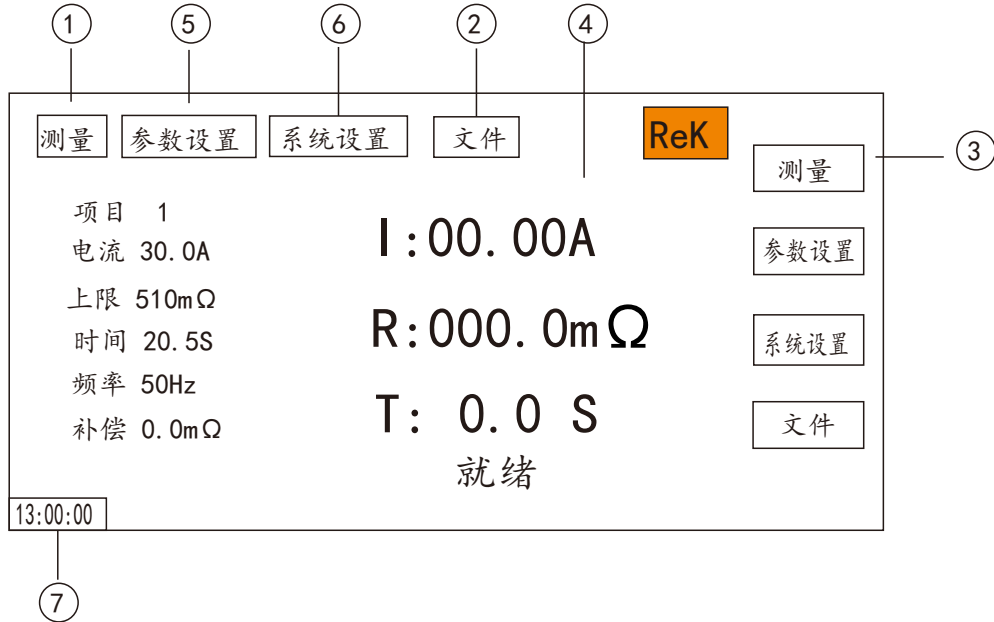 ① ⑤ ⑥ ② ④
测量 参数设置 系统设置 文件 ReK
③
测量
参数设置
系统设置
文件
项目 1
电流 30.0A
上限 510mΩ
时间 20.5S
频率 50Hz
补偿 0.0mΩ
I:00.00A
R:000.0mΩ
T: 0.0 S
就绪
13:00:00
⑦